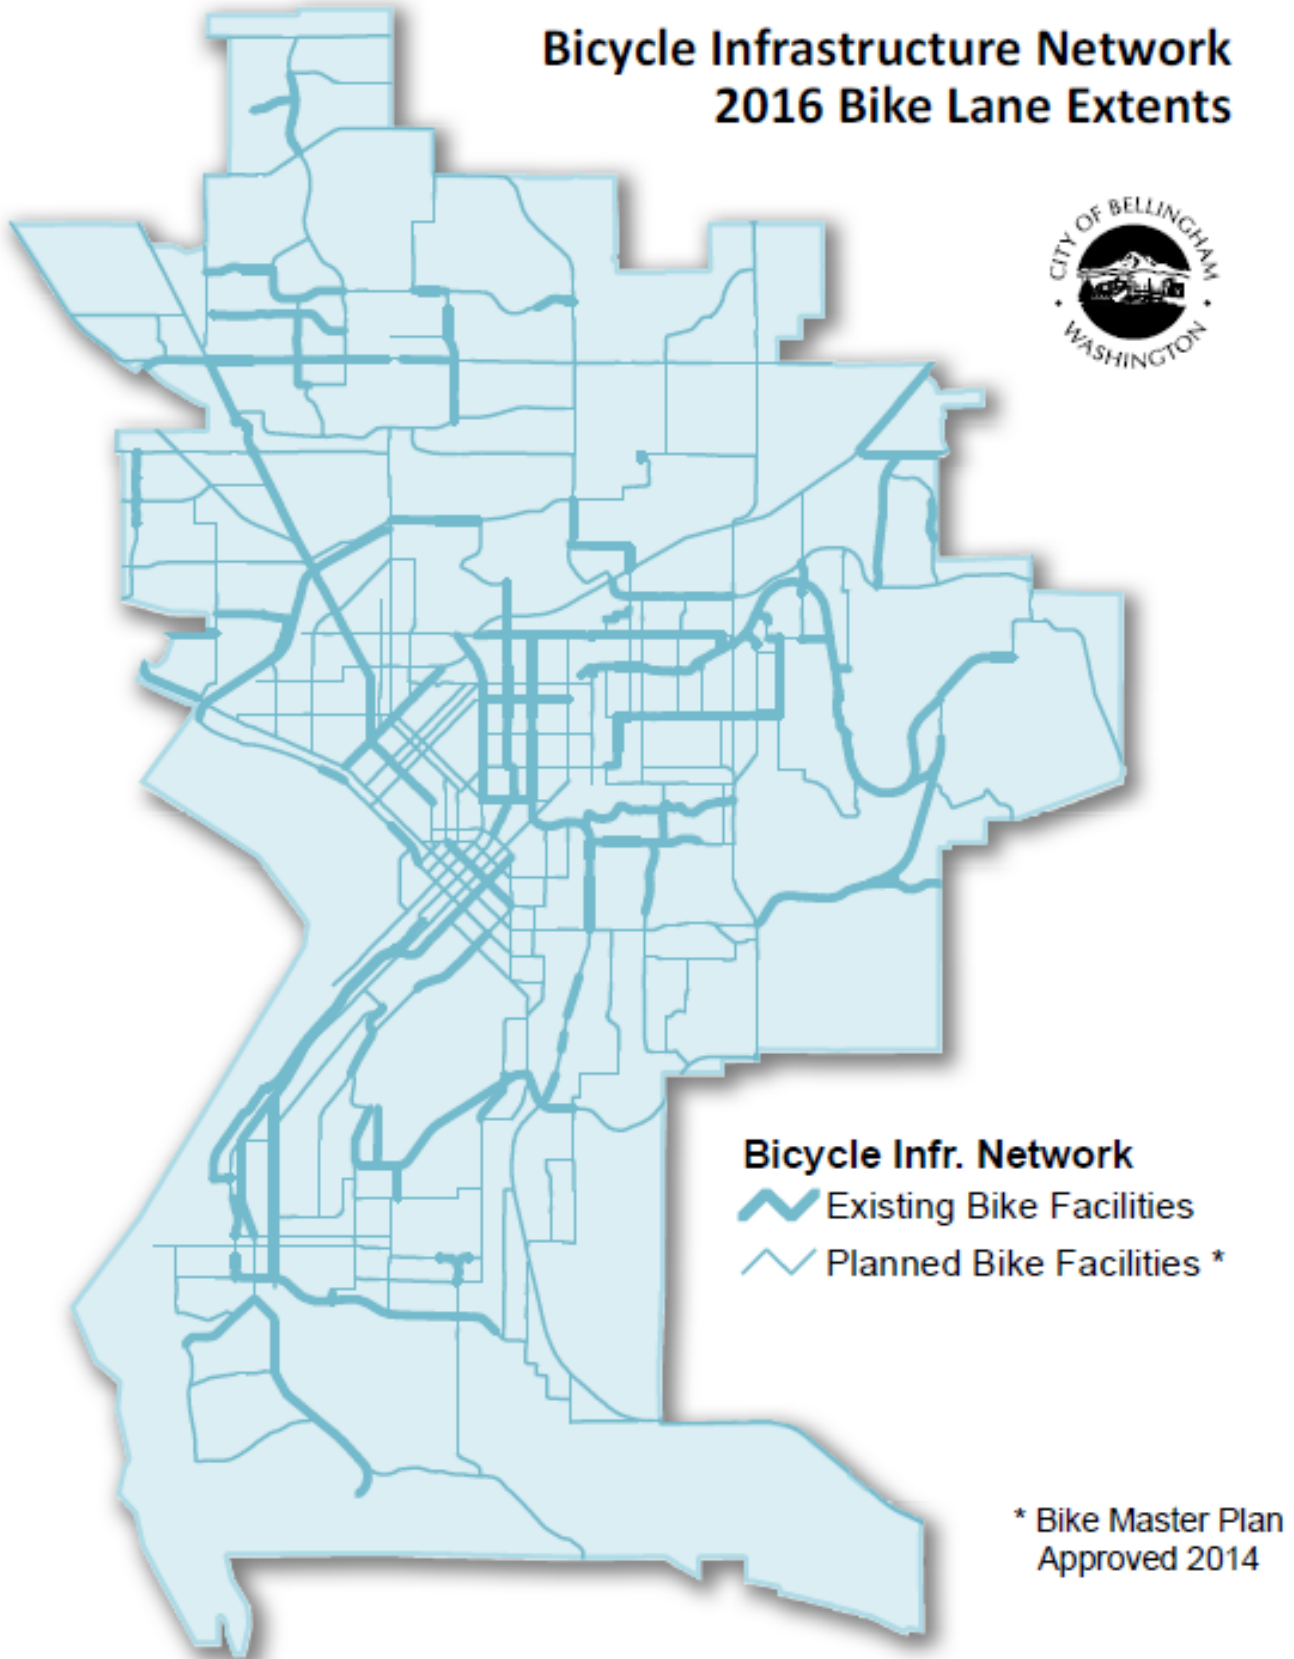 Bicycle Infrastructure Network
2016 Bike Lane Extents
CITY OF BELLINGHAM
• WASHINGTON •
Bicycle Infr. Network
Existing Bike Facilities
Planned Bike Facilities *
* Bike Master Plan
Approved 2014